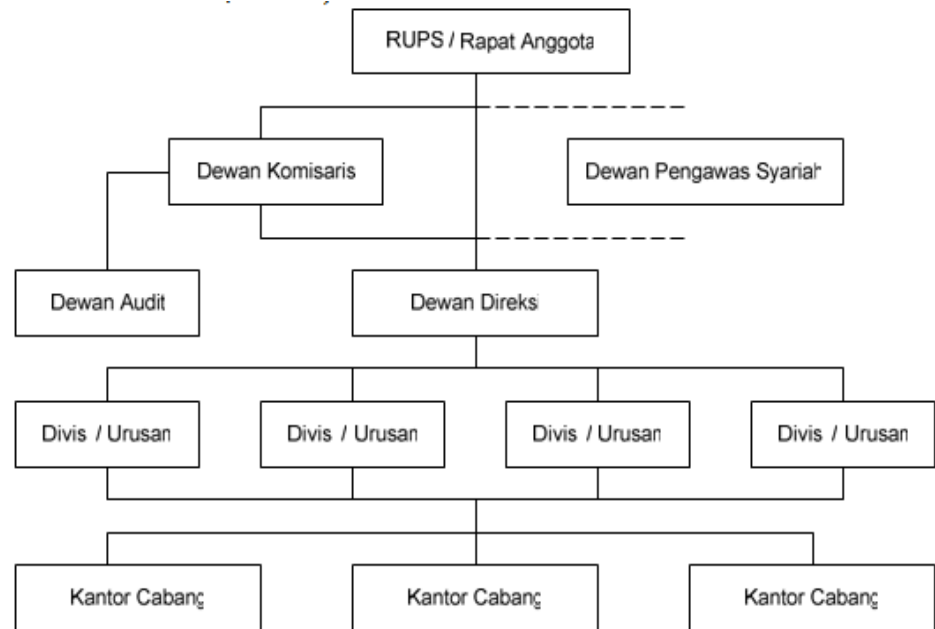 RUPS / Rapat Anggota
Dewan Komisaris
Dewan Pengawas Syariah
Dewan Audit
Dewan Direksi
Divis / Urusan
Divis / Urusan
Divis / Urusan
Divis / Urusan
Kantor Cabang
Kantor Cabang
Kantor Cabang